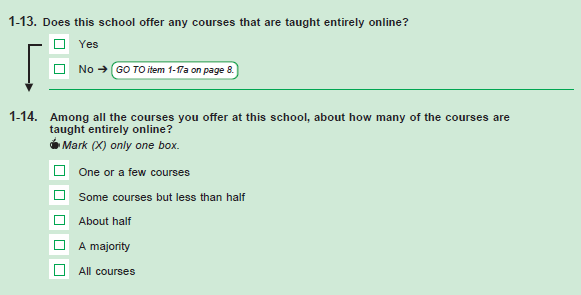 1-13. Does this school offer any courses that are taught entirely online?
Yes
No → GO TO item 1-17a on page 8.
1-14. Among all the courses you offer at this school, about how many of the courses are
taught entirely online?
Mark (X) only one box.
One or a few courses
Some courses but less than half
About half
A majority
All courses